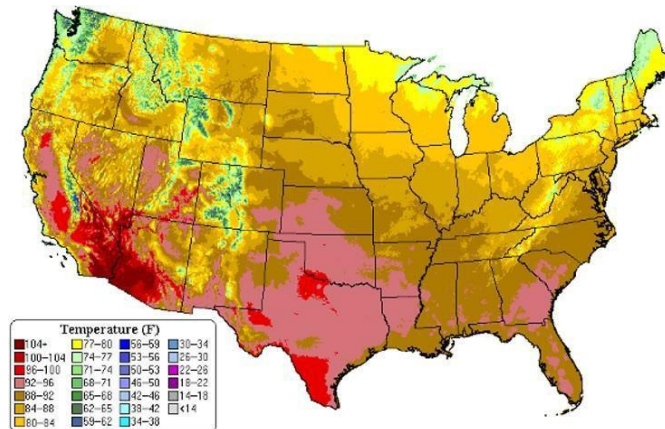 Temperature (F)
104+ 77-80 56-59 30-34
100-104 74-77 53-56 26-30
96-100 71-74 50-53 22-26
92-96 68-71 46-50 18-22
88-92 65-68 42-46 14-18
84-88 62-65 38-42 <14
80-84 59-62 34-38